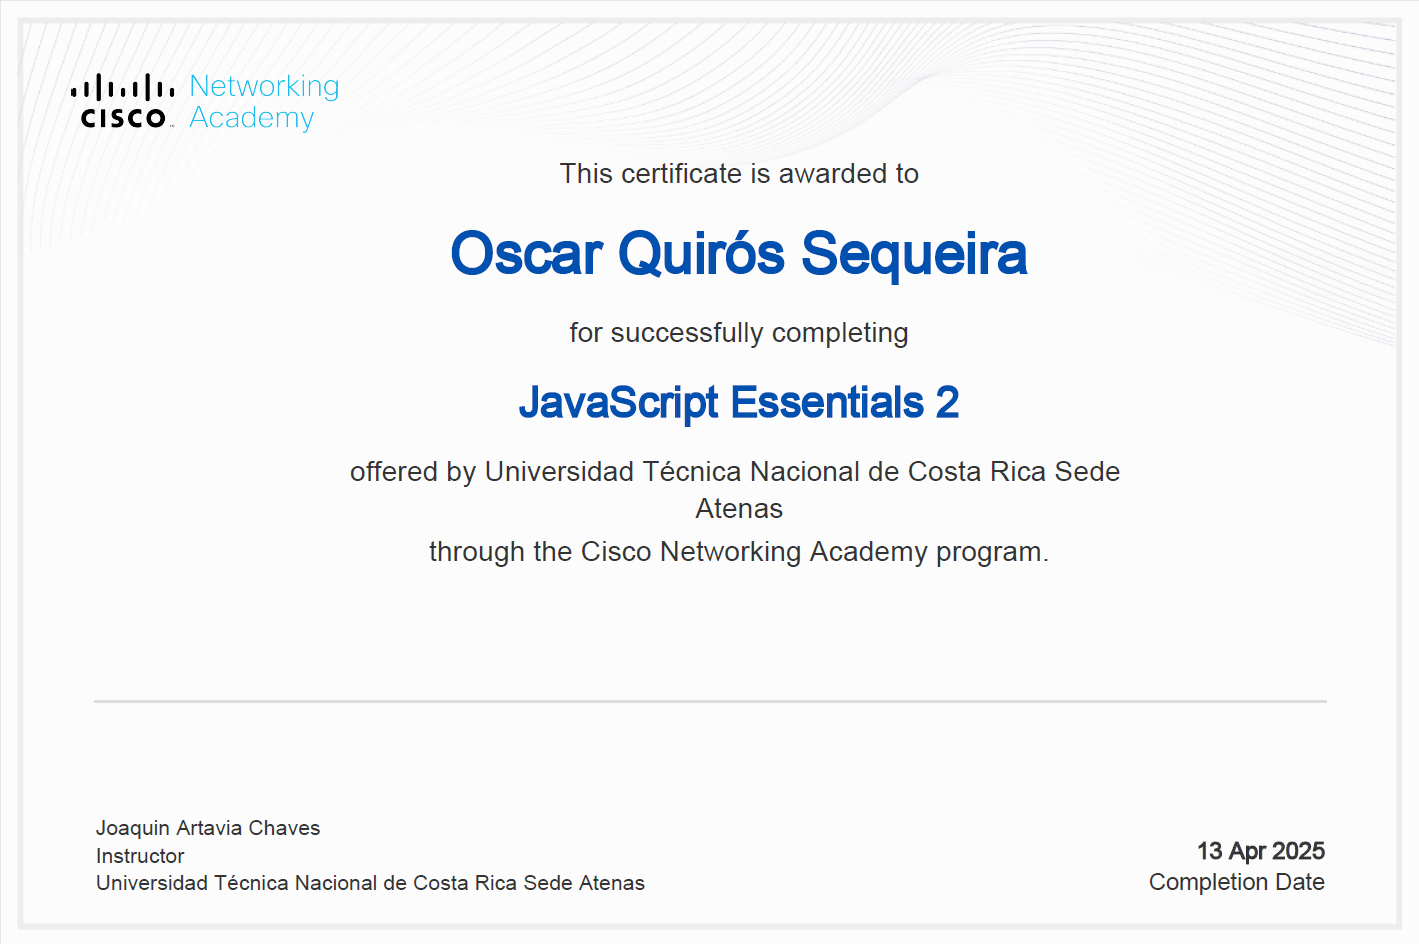 Networking
CISCO
Academy
This certificate is awarded to
Oscar Quirós Sequeira
for successfully completing
JavaScript Essentials 2
offered by Universidad Técnica Nacional de Costa Rica Sede
Atenas
through the Cisco Networking Academy program.
Joaquin Artavia Chaves
Instructor
Universidad Técnica Nacional de Costa Rica Sede Atenas
13 Apr 2025
Completion Date